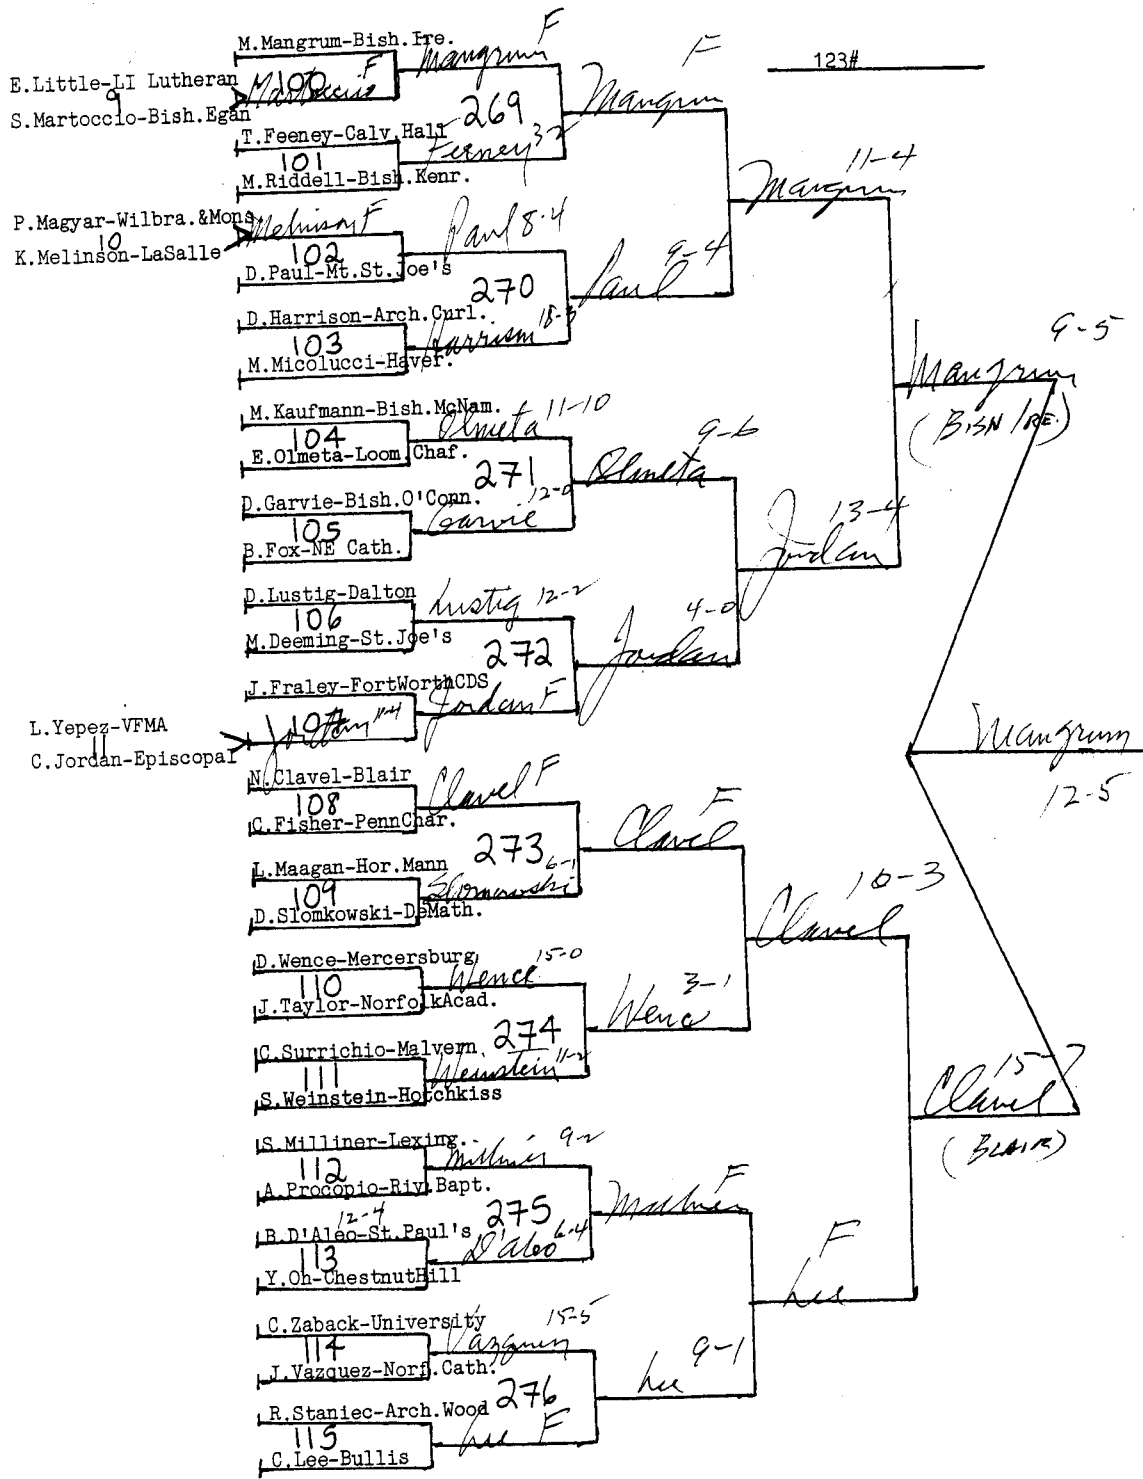 M.Mangrum-Bish.Ire.
Mangrum F
F
123#
E.Little-LI Lutheran
9
S.Martoccio-Bish.Egan
F
100
269
Mangrum
T.Feeney-Calv.Hall
101
Feeney 3-2
M.Riddell-Bish.Kenr.
11-4
Mangrum
P.Magyar-Wilbra.&Mons
10
K.Melinson-LaSalle
Melinson F
102
Paul 8-4
D.Paul-Mt.St.Joe's
270
Paul
9-4
D.Harrison-Arch.Curl.
103
Harrison 18-3
M.Micolucci-Haver.
9-5
Mangrum
(BISH IRE.)
M.Kaufmann-Bish.McNam.
104
Olmeta 11-10
E.Olmeta-Loom.Chaf.
271
Olmeta
9-6
D.Garvie-Bish.O'Conn.
105
Garvie
12-0
B.Fox-NE Cath.
13-4
Jordan
D.Lustig-Dalton
106
Lustig 12-2
M.Deeming-St.Joe's
272
Jordan
4-0
J.Fraley-FortWorthCDS
107
Jordan 11-4
Jordan F
L.Yepez-VFMA
11
C.Jordan-Episcopal
Mangrum
12-5
N.Clavel-Blair
108
Clavel F
C.Fisher-PennChar.
273
Clavel
F
L.Maagan-Hor.Mann
109
6-1
D.Slomkowski-DeMath.
Clavel
D.Wence-Mercersburg
110
Wence
15-0
J.Taylor-NorfolkAcad.
274
3-1
C.Surrichio-Malvern
111
Weinstein 11-2
S.Weinstein-Hotchkiss
Clavel
15-7
(BLAIR)
S.Milliner-Lexing.
112
Milliner 9-2
A.Procopio-Riv.Bapt.
275
F
B.D'Aleo-St.Paul's
12-4
113
D'Aleo 6-4
Y.Oh-ChestnutHill
F
Lee
C.Zaback-University
114
Vazquez
15-5
J.Vazquez-Norf.Cath.
276
Lee
9-1
R.Staniec-Arch.Wood
115
Lee F
C.Lee-Bullis